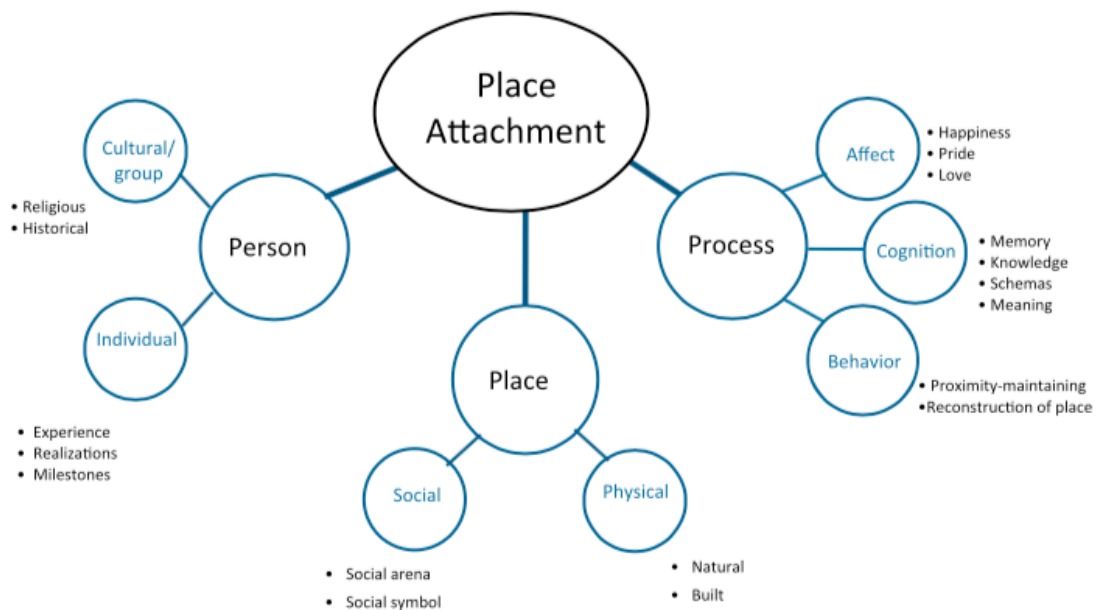 Place
Attachment
Cultural/
group
• Religious
• Historical
Person
Individual
• Experience
• Realizations
• Milestones
Place
Social
• Social arena
• Social symbol
Physical
• Natural
• Built
Process
Affect
• Happiness
• Pride
• Love
Cognition
• Memory
• Knowledge
• Schemas
• Meaning
Behavior
• Proximity-maintaining
•Reconstruction of place